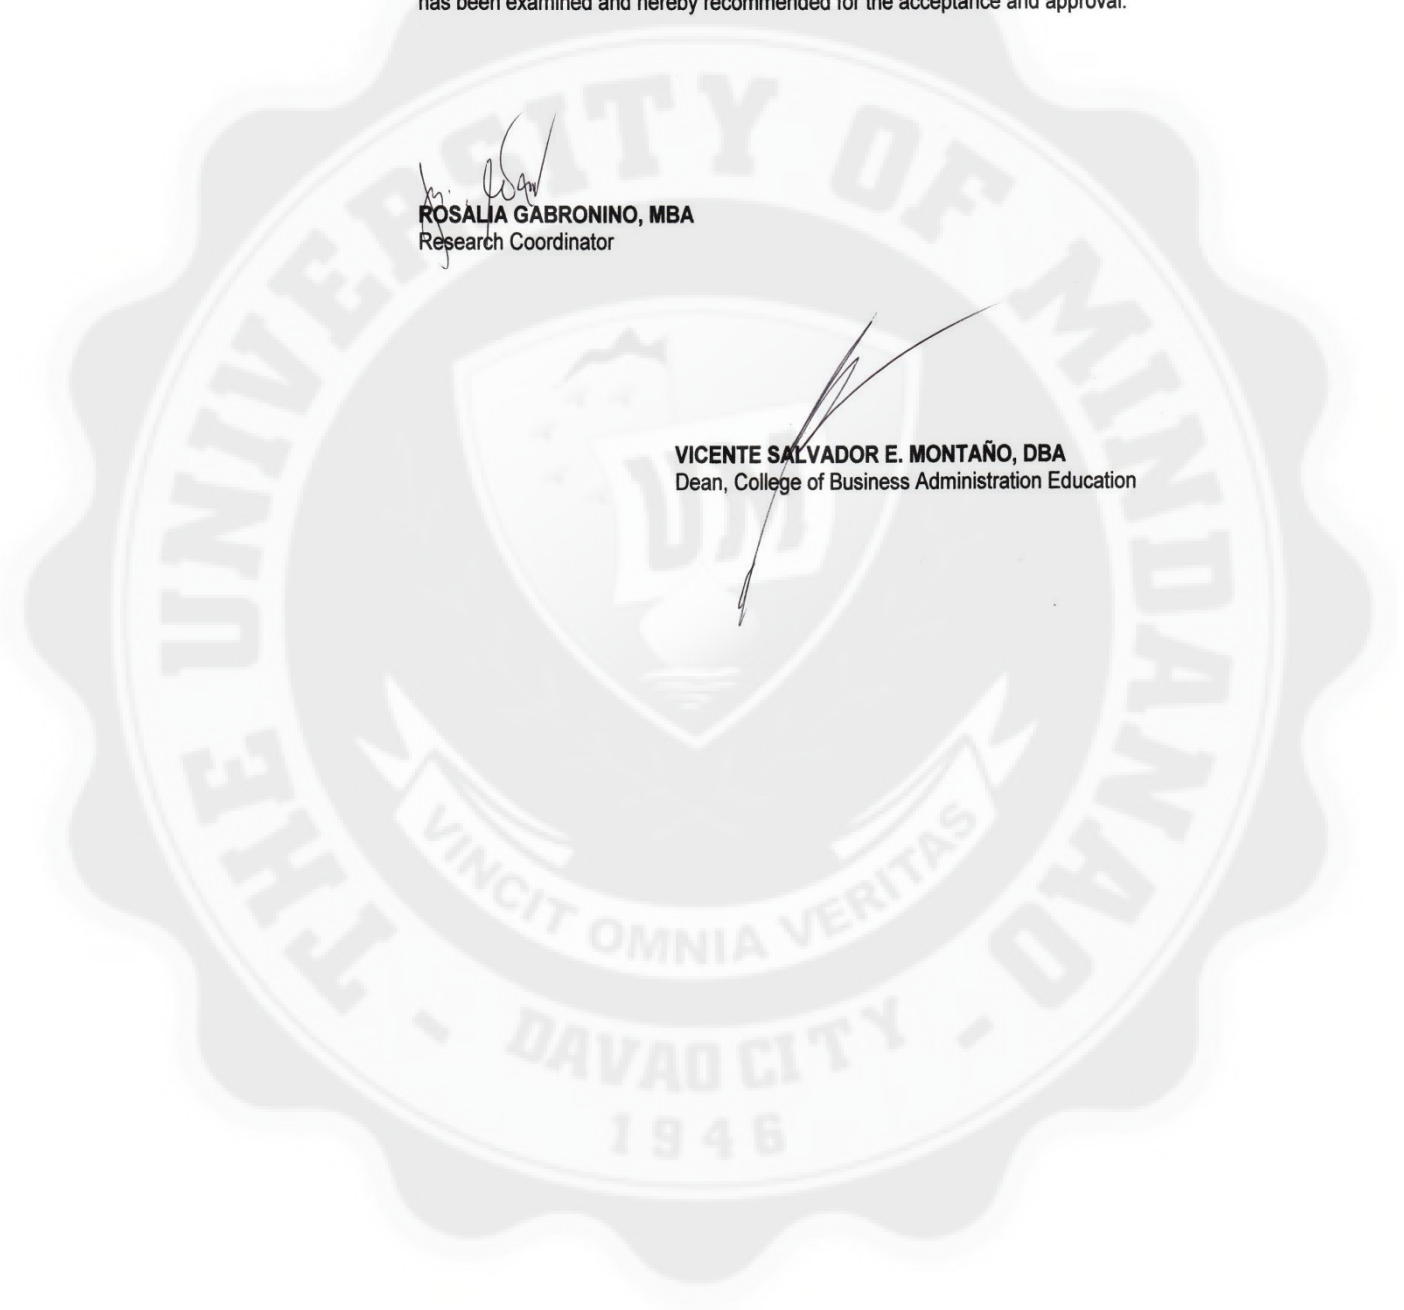 has been examined and hereby recommended for the acceptance and approval.
ROSALIA GABRONINO, MBA
Research Coordinator
VICENTE SALVADOR E. MONTAÑO, DBA
Dean, College of Business Administration Education
THE UNIVERSITY OF MINDANAO
UM
VINCIT OMNIA VERITAS
- DAVAO CITY -
1946